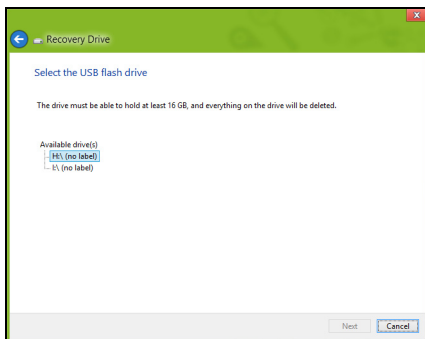 Recovery Drive
Select the USB flash drive
The drive must be able to hold at least 16 GB, and everything on the drive will be deleted.
Available drive(s)
H:\ (no label)
I:\ (no label)
Next
Cancel